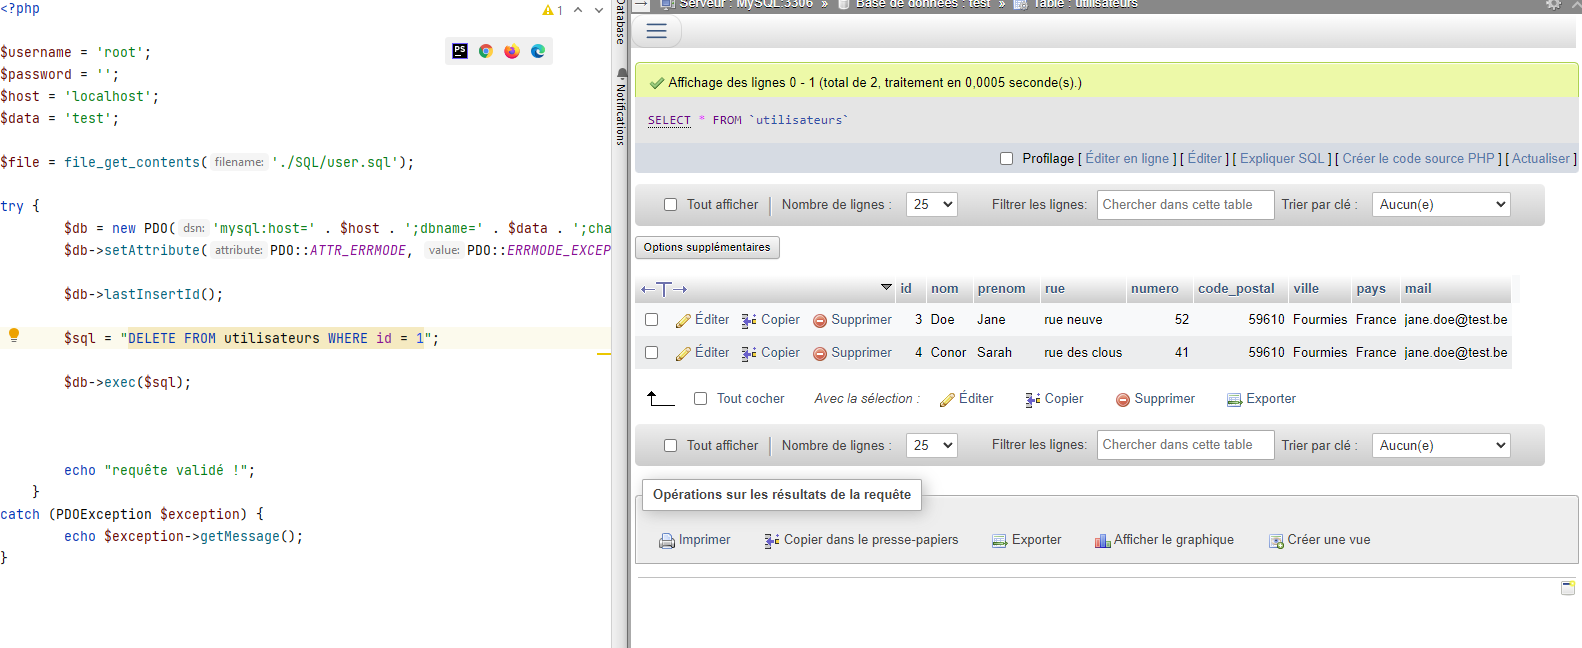 <?php
1
$username = 'root';
PS
$password = '';
$host = 'localhost';
$data = 'test';
$file = file_get_contents( filename: './SQL/user.sql');
try {
$db = new PDO( dsn: 'mysql:host=' . $host . ';dbname=' . $data . ';cha
$db->setAttribute( attribute: PDO::ATTR_ERRMODE, value: PDO::ERRMODE_EXCEP
$db->lastInsertId();
$sql = "DELETE FROM utilisateurs WHERE id = 1";
$db->exec($sql);
echo "requête validé !";
}
catch (PDOException $exception) {
echo $exception->getMessage();
}
Database
Notifications
Serveur : MySQL:3306 » Base de données : test » Table : utilisateurs
Affichage des lignes 0 - 1 (total de 2, traitement en 0,0005 seconde(s).)
SELECT * FROM `utilisateurs`
Profilage [ Éditer en ligne ] [ Éditer ] [ Expliquer SQL ] [ Créer le code source PHP ] [ Actualiser ]
Tout afficher | Nombre de lignes : 25 Filtrer les lignes: Chercher dans cette table Trier par clé : Aucun(e)
Options supplémentaires
←T→ id nom prenom rue numero code_postal ville pays mail
Éditer Copier Supprimer 3 Doe Jane rue neuve 52 59610 Fourmies France jane.doe@test.be
Éditer Copier Supprimer 4 Conor Sarah rue des clous 41 59610 Fourmies France jane.doe@test.be
Tout cocher Avec la sélection : Éditer Copier Supprimer Exporter
Tout afficher | Nombre de lignes : 25 Filtrer les lignes: Chercher dans cette table Trier par clé : Aucun(e)
Opérations sur les résultats de la requête
Imprimer Copier dans le presse-papiers Exporter Afficher le graphique Créer une vue